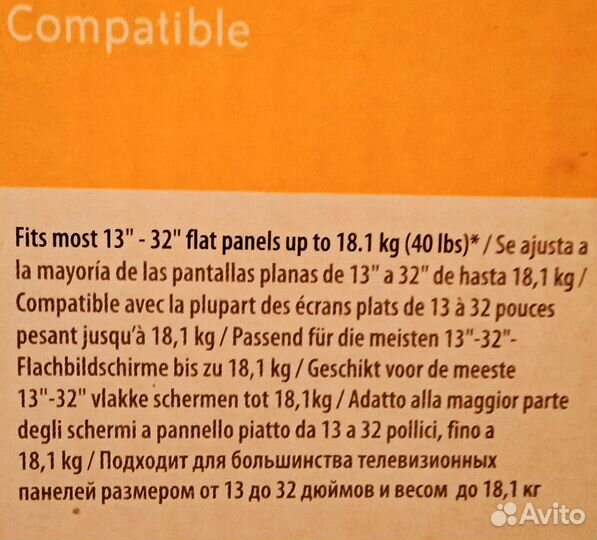 Compatible
Fits most 13" - 32" flat panels up to 18.1 kg (40 lbs)* / Se ajusta a
la mayoría de las pantallas planas de 13" a 32" de hasta 18,1 kg /
Compatible avec la plupart des écrans plats de 13 à 32 pouces
pesant jusqu'à 18,1 kg / Passend für die meisten 13"-32"-
Flachbildschirme bis zu 18,1 kg / Geschikt voor de meeste
13"-32" vlakke schermen tot 18,1kg / Adatto alla maggior parte
degli schermi a pannello piatto da 13 a 32 pollici, fino a
18,1 kg / Подходит для большинства телевизионных
панелей размером от 13 до 32 дюймов и весом до 18,1 кг
Avito